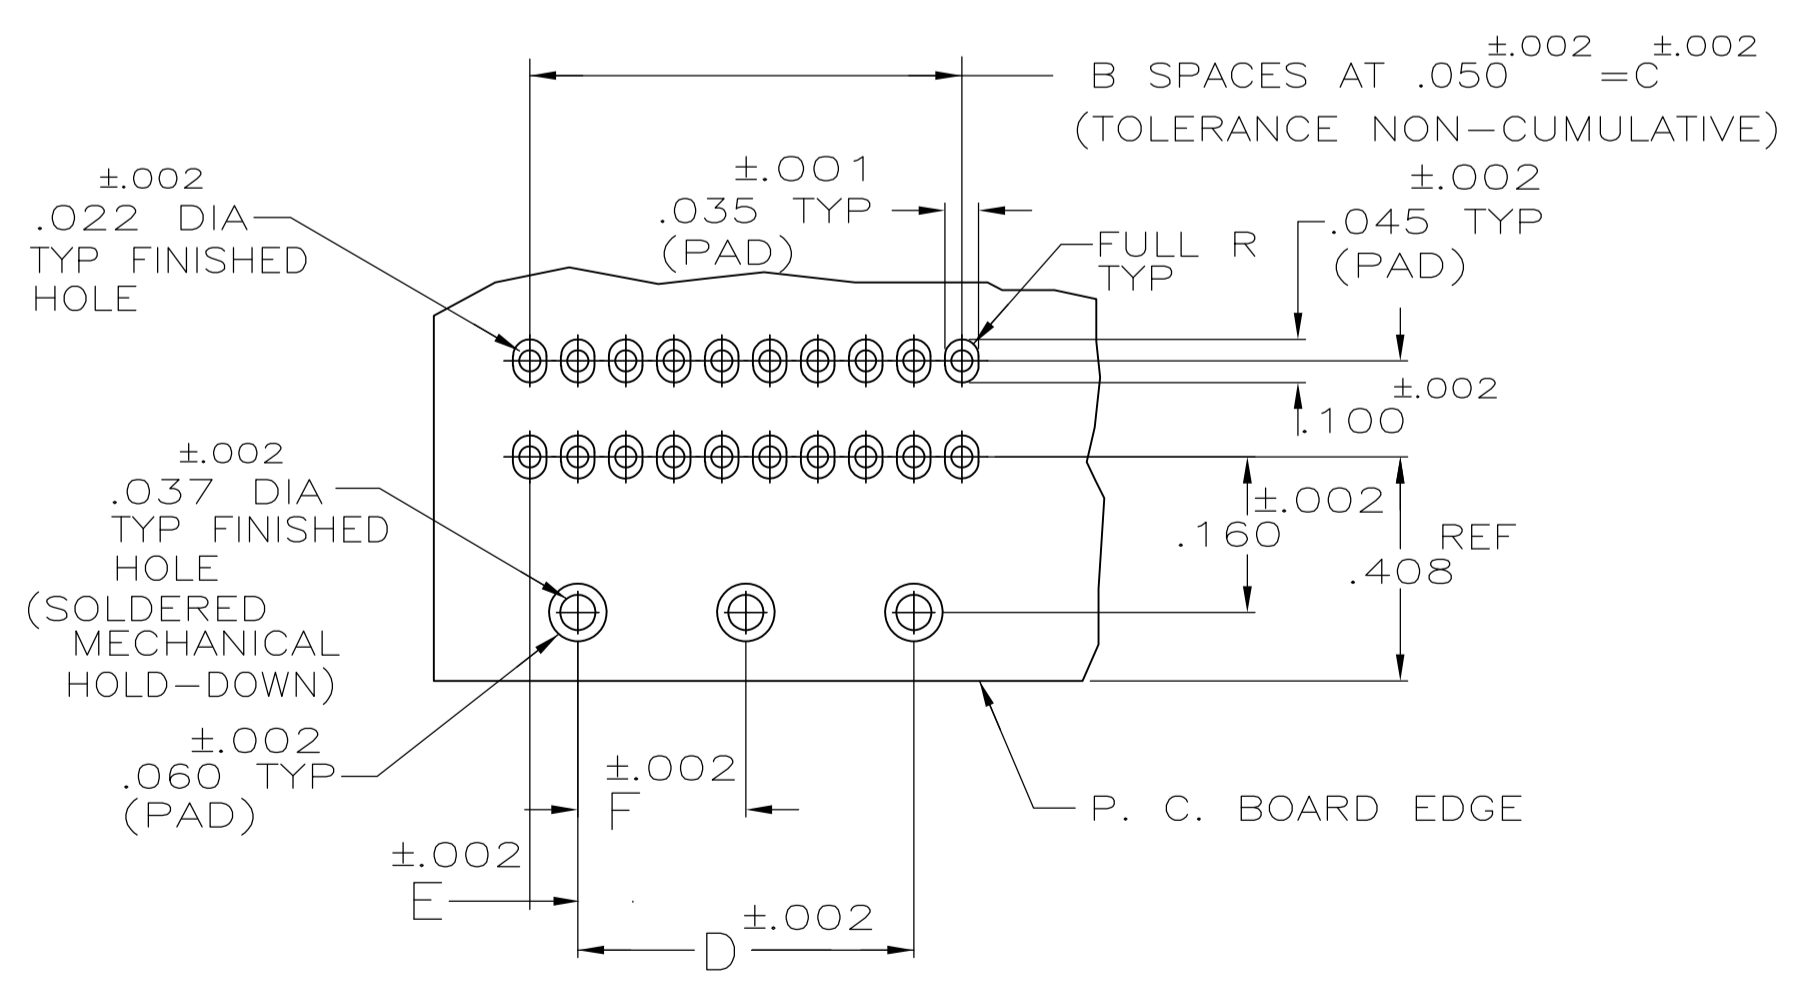 ±.002 ±.002
B SPACES AT .050 =C
(TOLERANCE NON-CUMULATIVE)
±.001
.035 TYP
(PAD)
±.002
.045 TYP
(PAD)
FULL R
TYP
±.002
.022 DIA
TYP FINISHED
HOLE
±.002
.100
±.002
.037 DIA
TYP FINISHED
HOLE
(SOLDERED
MECHANICAL
HOLD-DOWN)
±.002
.160
REF
.408
±.002
.060 TYP
(PAD)
±.002
F
P. C. BOARD EDGE
±.002
E
±.002
D